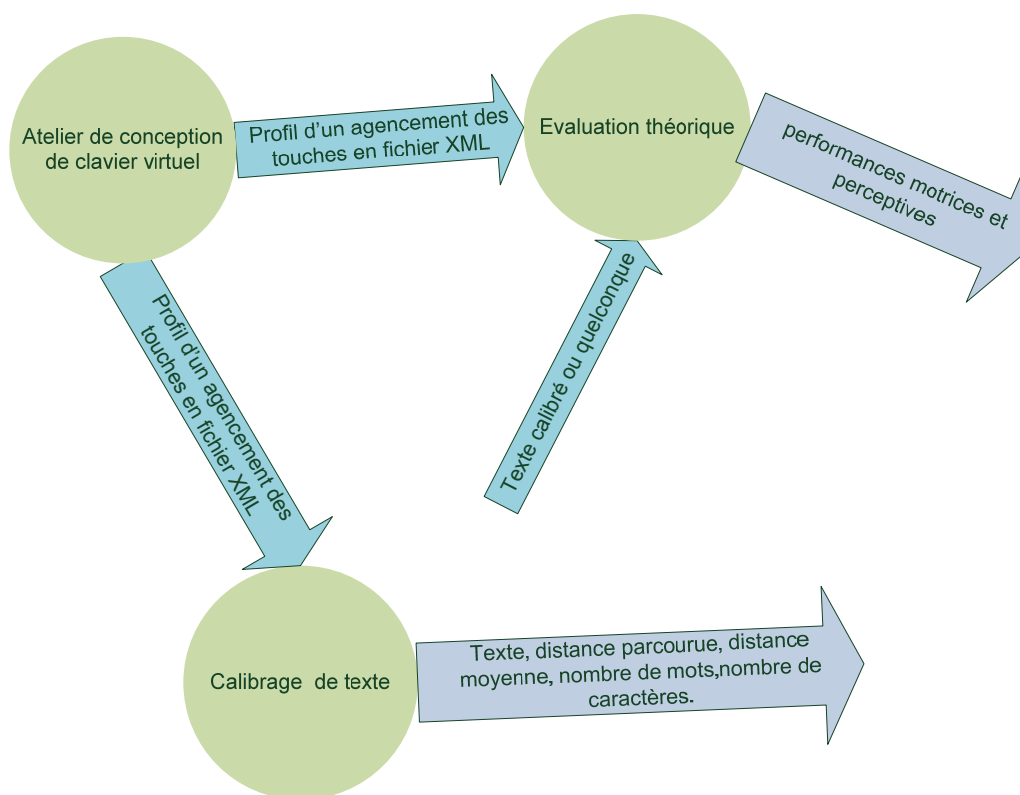 Atelier de conception
de clavier virtuel
Profil d'un agencement des
touches en fichier XML
Evaluation théorique
performances motrices et
perceptives
Profil d'un agencement des
touches en fichier XML
Texte calibré ou quelconque
Calibrage de texte
Texte, distance parcourue, distance
moyenne, nombre de mots,nombre de
caractères.